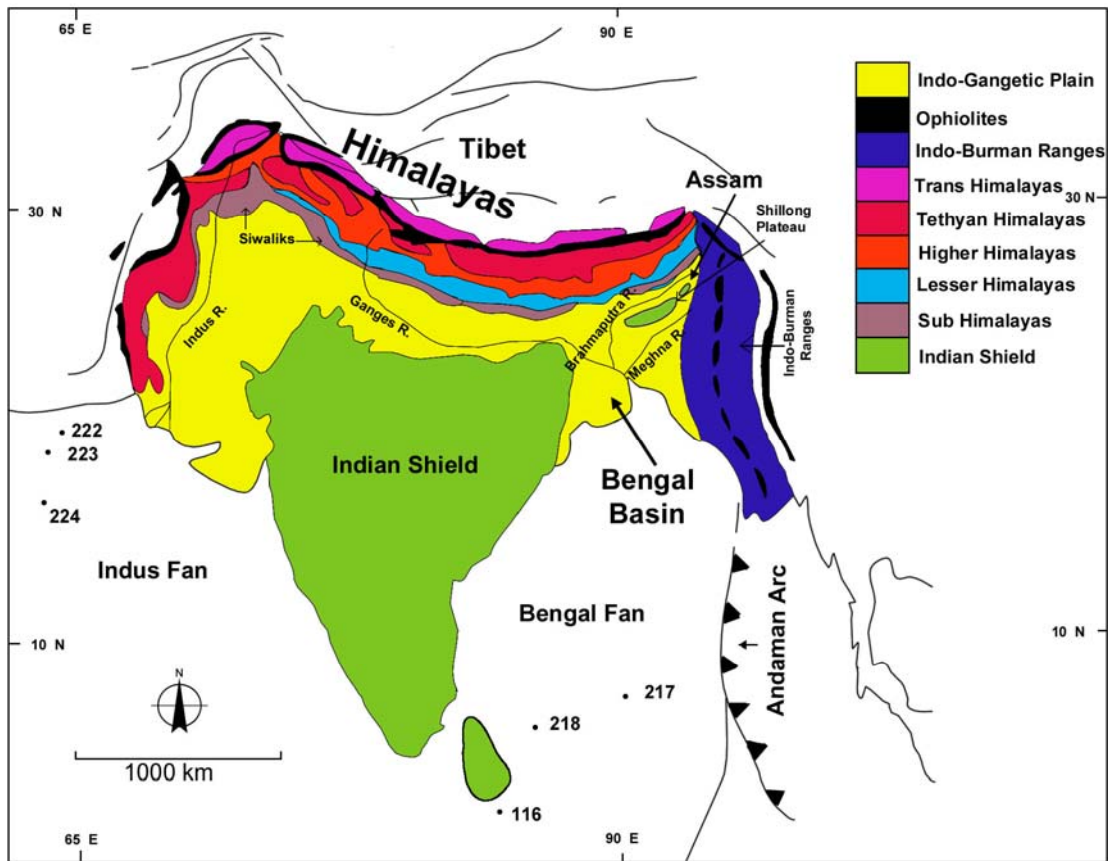 65 E
90 E
Indo-Gangetic Plain
Ophiolites
Indo-Burman Ranges
Trans Himalayas
Tethyan Himalayas
Higher Himalayas
Lesser Himalayas
Sub Himalayas
Indian Shield
Himalayas
Tibet
Assam
Shillong
Plateau
30 N
30 N
Siwaliks
Indus R.
Ganges R.
Brahmaputra R.
Meghna R.
Indo-Burman
Ranges
222
223
224
Indian Shield
Bengal
Basin
Indus Fan
Bengal Fan
Andaman Arc
10 N
10 N
N
217
218
116
1000 km
65 E
90 E